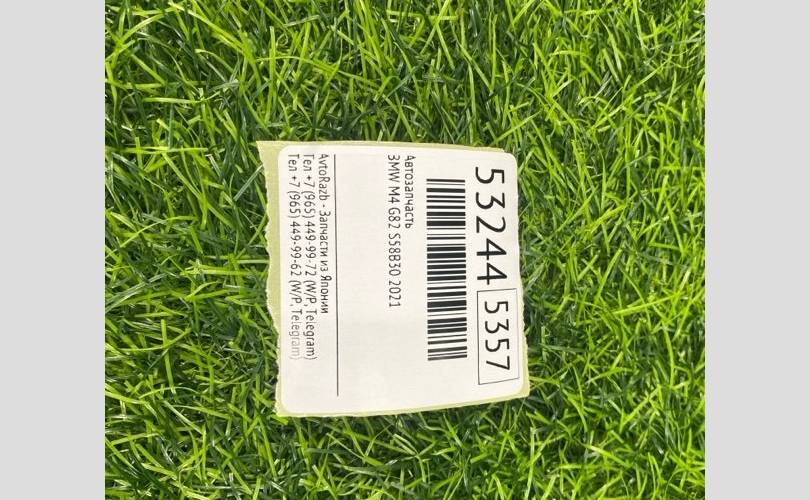 53244 5357
Автозапчасть
BMW M4 G82 S58B30 2021
AvtoRazb - Запчасти из Японии
Тел +7 (965) 449-99-72 (W/P, Telegram)
Тел +7 (965) 449-99-62 (W/P, Telegram)